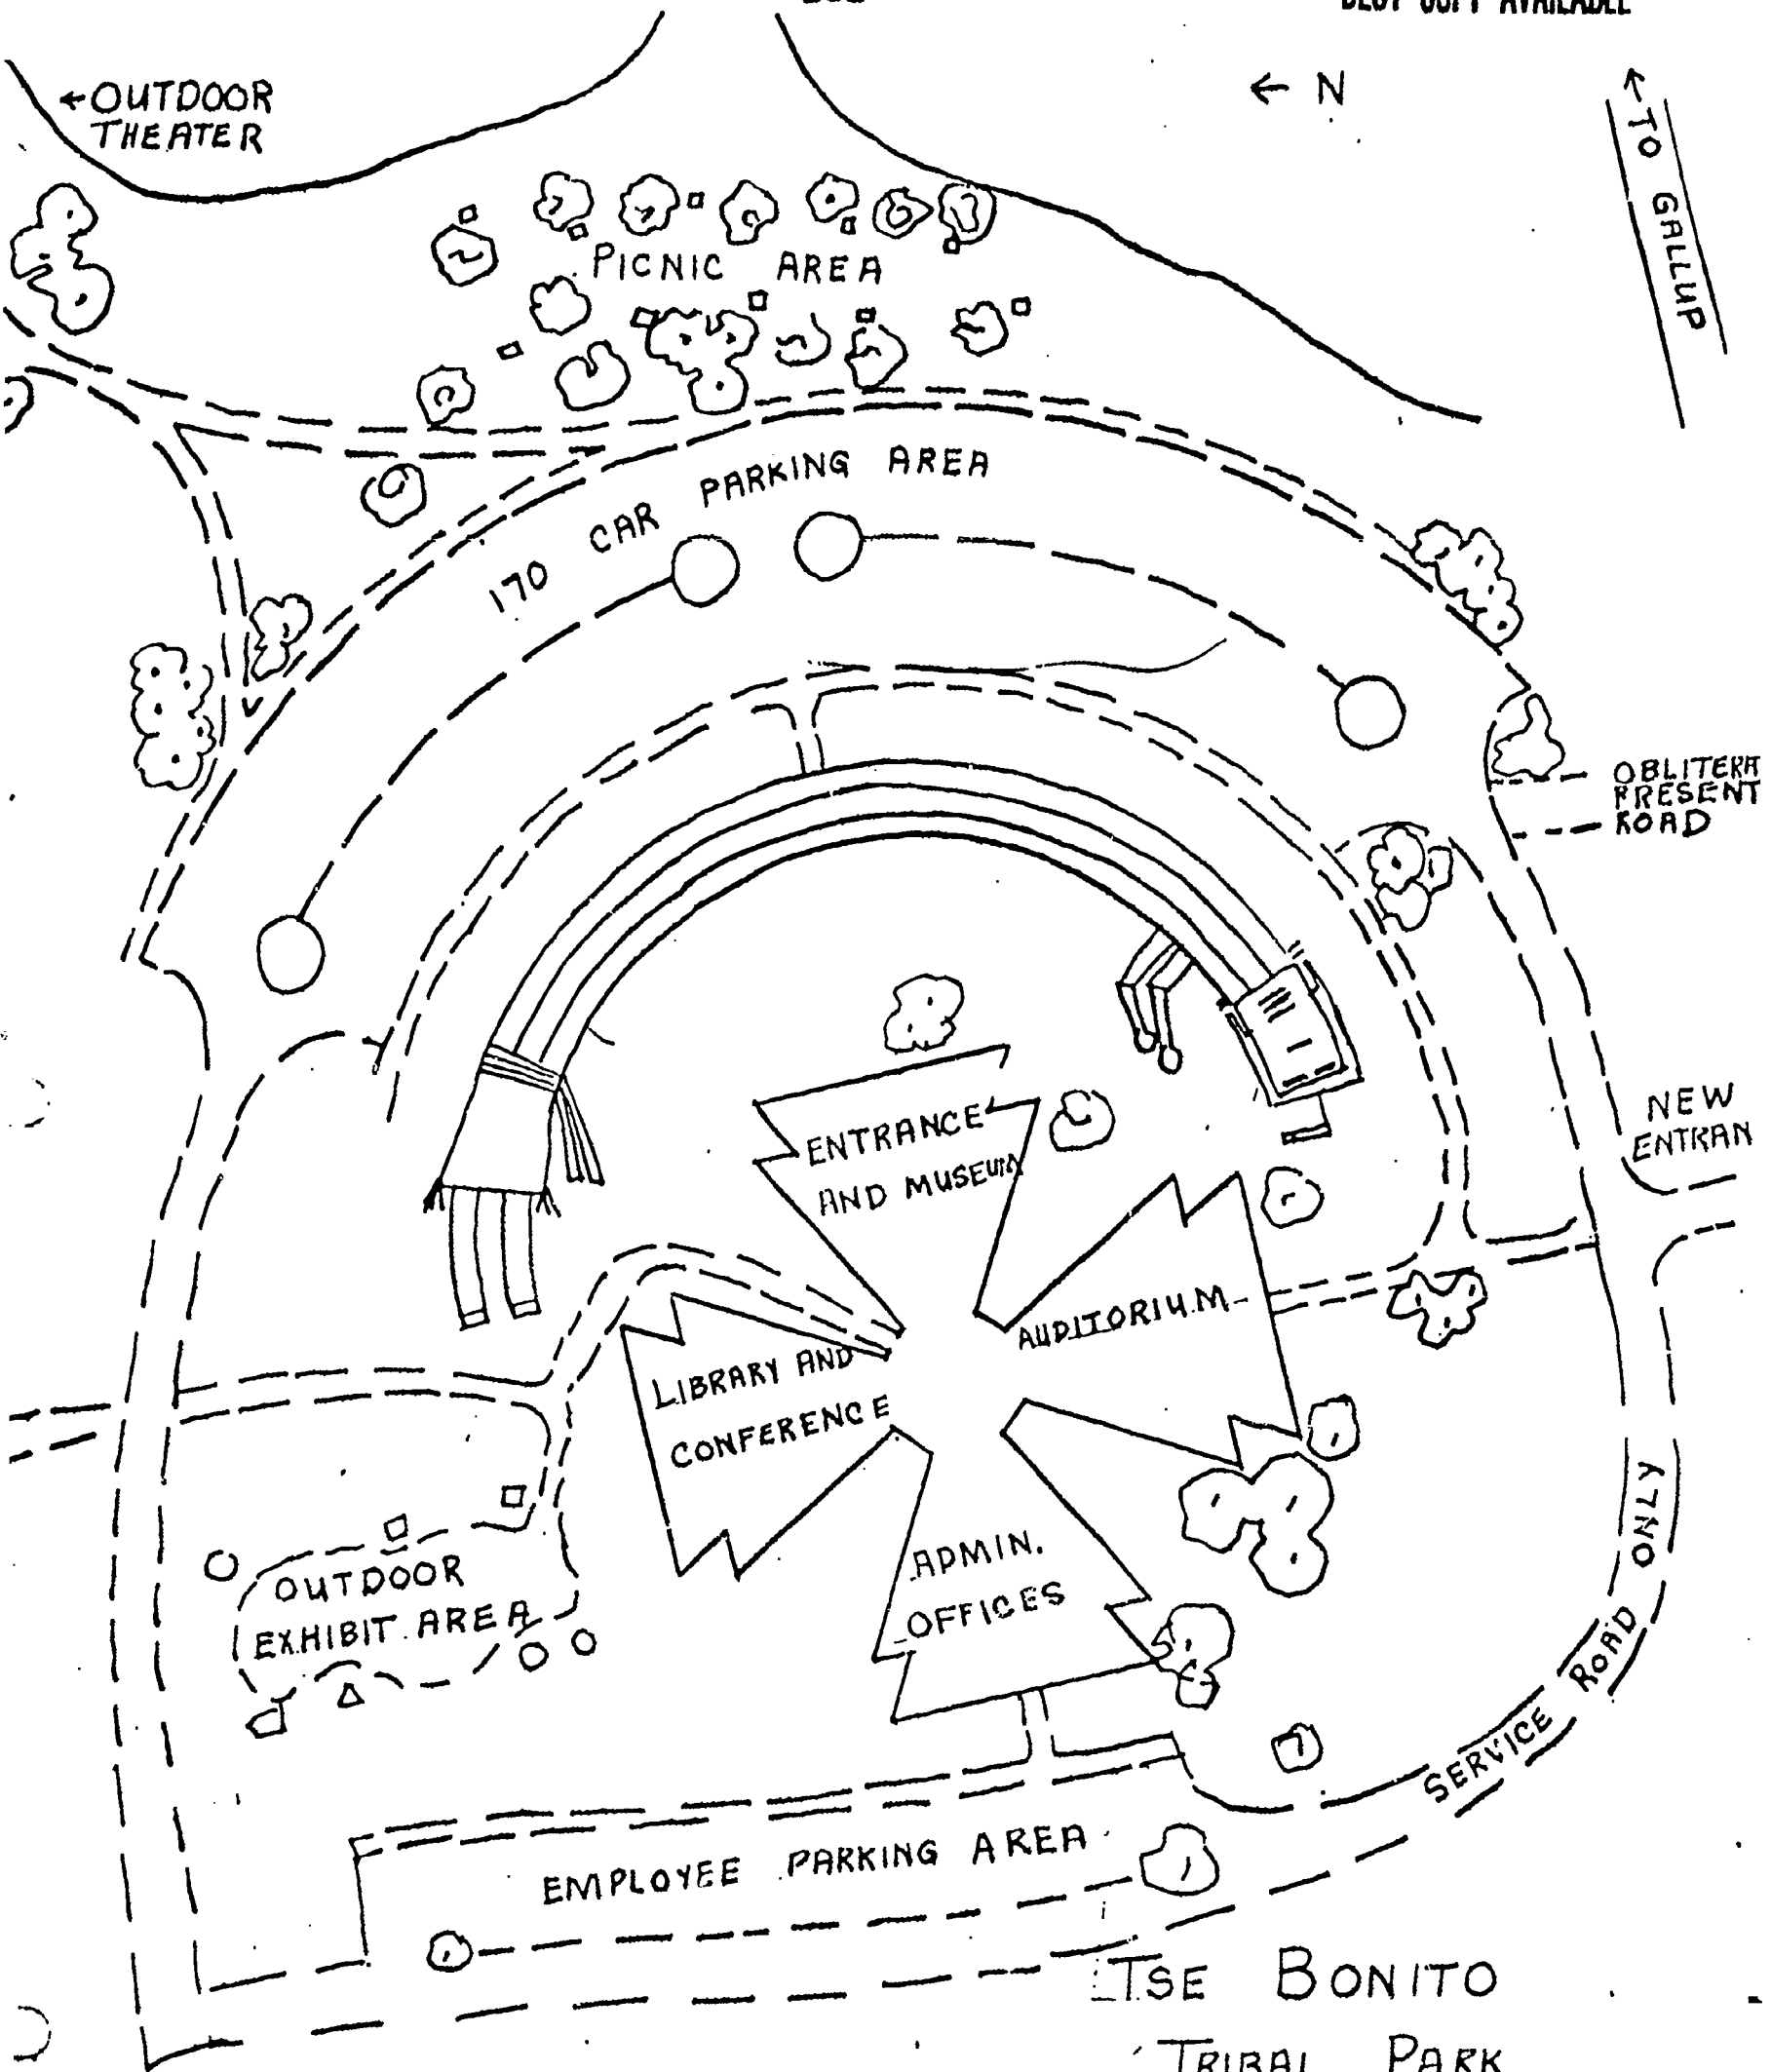 AVAILABLE
←OUTDOOR
THEATER
← N
← TO GALLUP
PICNIC AREA
170 CAR PARKING AREA
OBLITERA
PRESENT
ROAD
NEW
ENTRAN
ENTRANCE
AND MUSEUM
AUDITORIUM
LIBRARY AND
CONFERENCE
ADMIN.
OFFICES
OUTDOOR
EXHIBIT AREA
SERVICE ROAD ONLY
EMPLOYEE PARKING AREA
TSE BONITO
TRIBAL PARK